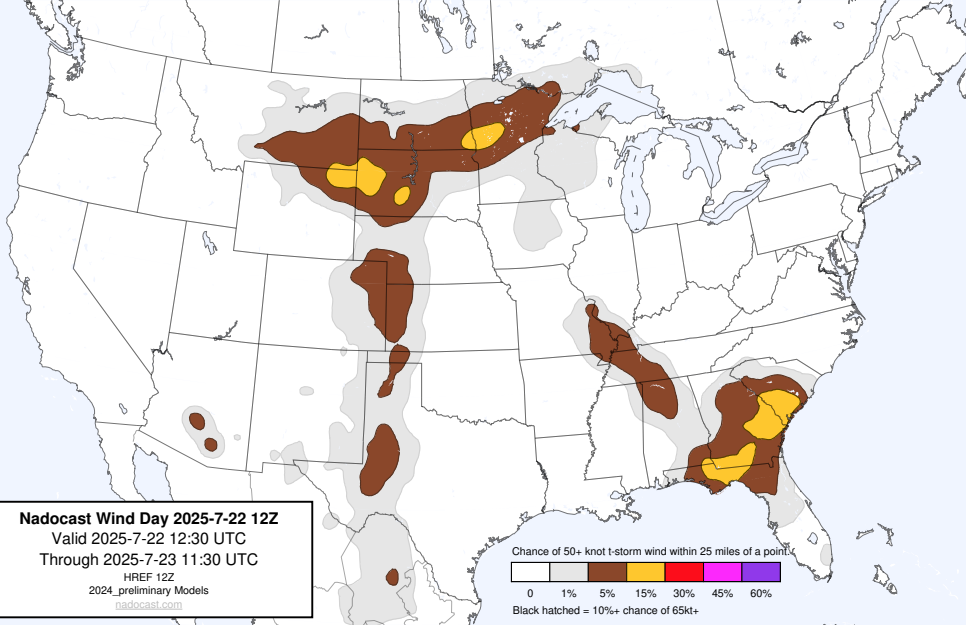 Nadocast Wind Day 2025-7-22 12Z
Valid 2025-7-22 12:30 UTC
Through 2025-7-23 11:30 UTC
HREF 12Z
2024_preliminary Models
nadocast.com
Chance of 50+ knot t-storm wind within 25 miles of a point.
0 1% 5% 15% 30% 45% 60%
Black hatched = 10%+ chance of 65kt+